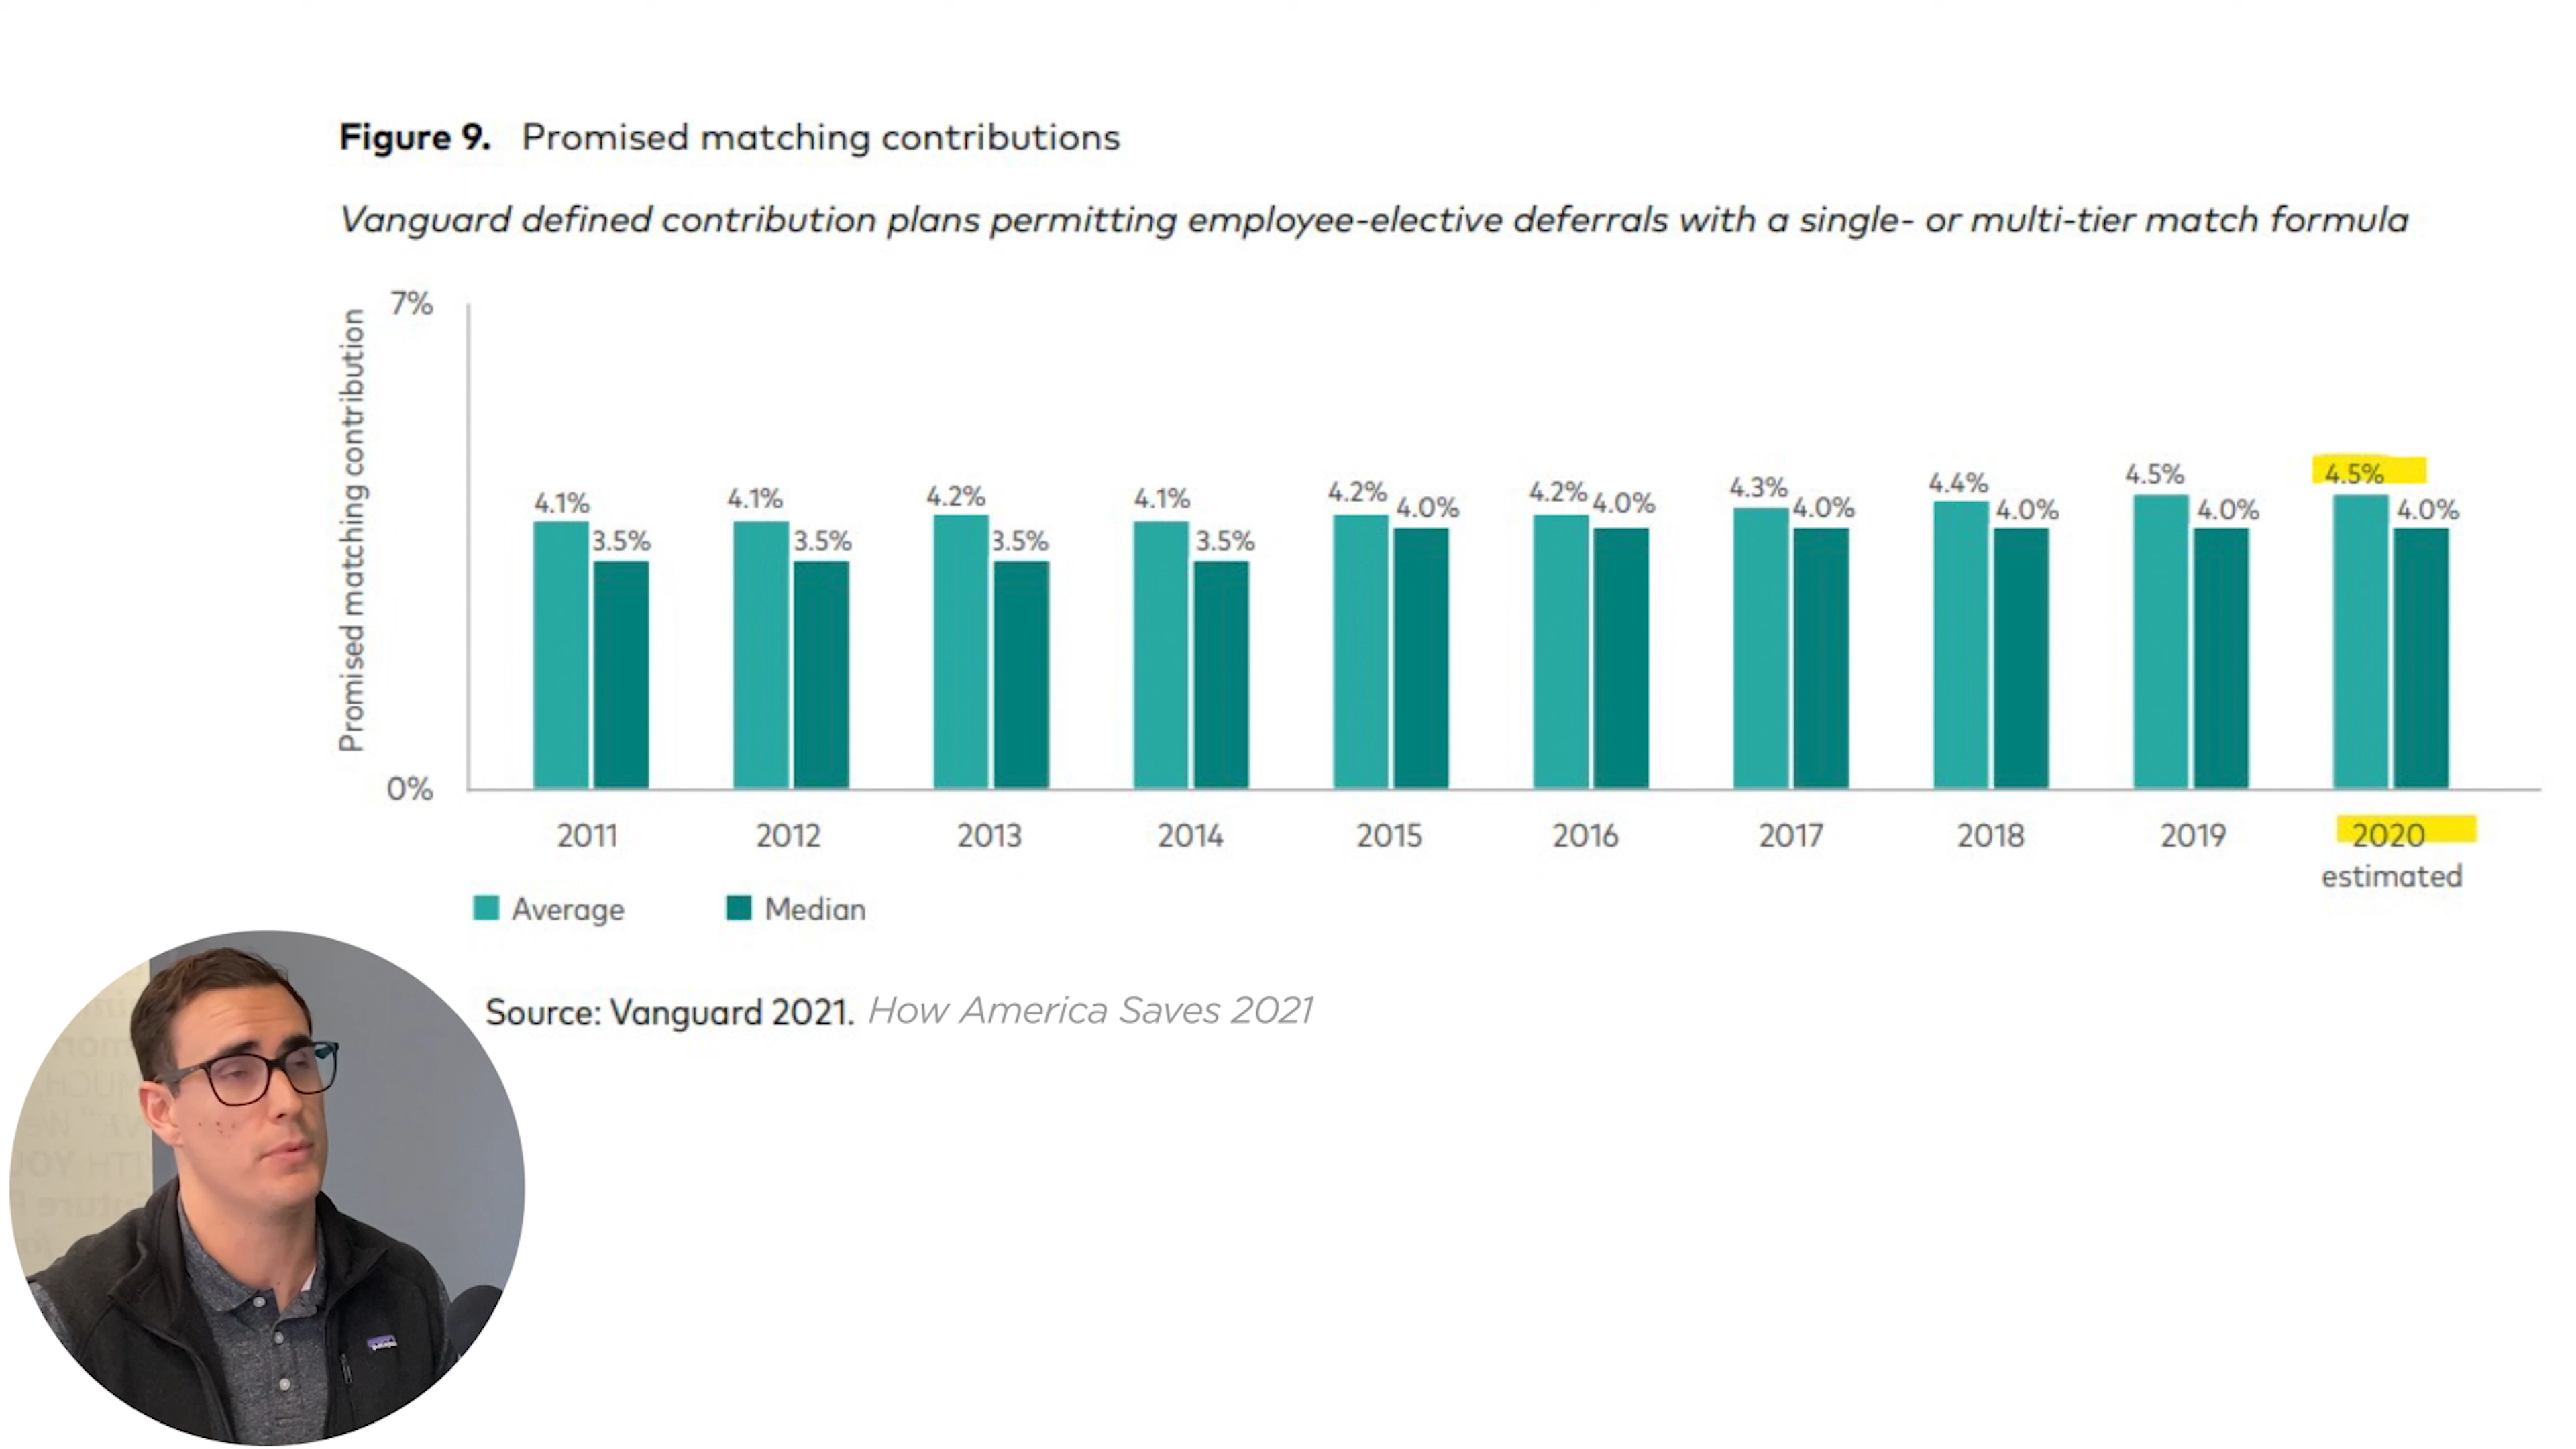 Figure 9. Promised matching contributions
Vanguard defined contribution plans permitting employee-elective deferrals with a single- or multi-tier match formula
Promised matching contribution
7%
0%
4.1% 3.5%
4.1% 3.5%
4.2% 3.5%
4.1% 3.5%
4.2% 4.0%
4.2% 4.0%
4.3% 4.0%
4.4% 4.0%
4.5% 4.0%
4.5% 4.0%
2011 2012 2013 2014 2015 2016 2017 2018 2019 2020
estimated
Average Median
Source: Vanguard 2021. How America Saves 2021
patagonia